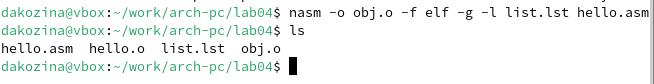 dakozina@vbox:~/work/arch-pc/lab04$ nasm -o obj.o -f elf -g -l list.lst hello.asm
dakozina@vbox:~/work/arch-pc/lab04$ ls
hello.asm  hello.o  list.lst  obj.o
dakozina@vbox:~/work/arch-pc/lab04$